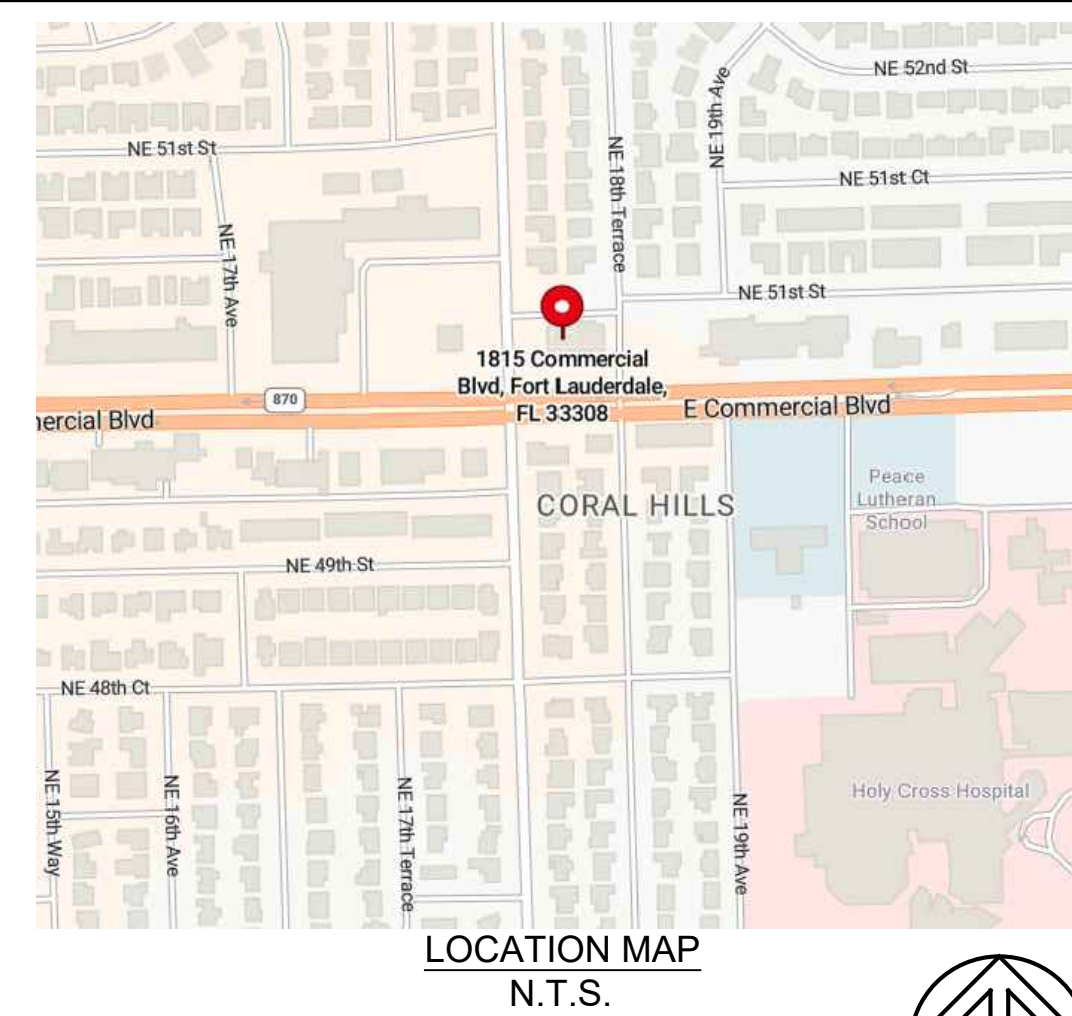 NE 52nd St
NE 19th Ave
NE 51st St
NE 18th Terrace
NE 51st Ct
NE 17th Ave
NE 51st St
1815 Commercial
Blvd, Fort Lauderdale,
FL 33308
870
mercial Blvd
E Commercial Blvd
Peace
Lutheran
School
CORAL HILLS
NE 49th St
NE 48th Ct
NE 15th Way
NE 16th Ave
NE 17th Terrace
NE 19th Ave
Holy Cross Hospital
LOCATION MAP
N.T.S.